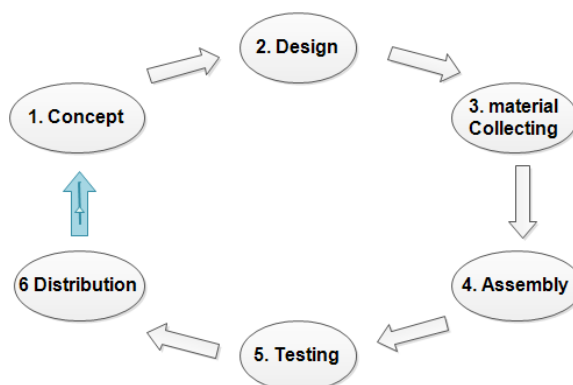 1. Concept
2. Design
3. material
Collecting
4. Assembly
5. Testing
6 Distribution